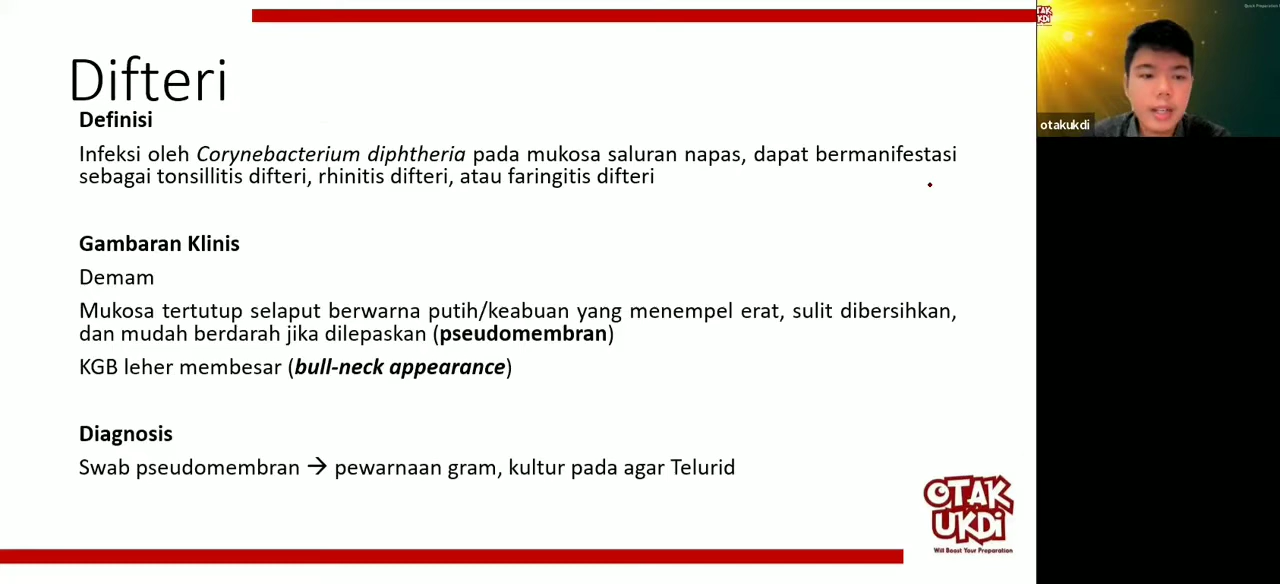 Difteri
Definisi
Infeksi oleh Corynebacterium diphtheria pada mukosa saluran napas, dapat bermanifestasi
sebagai tonsillitis difteri, rhinitis difteri, atau faringitis difteri
Gambaran Klinis
Demam
Mukosa tertutup selaput berwarna putih/keabuan yang menempel erat, sulit dibersihkan,
dan mudah berdarah jika dilepaskan (pseudomembran)
KGB leher membesar (bull-neck appearance)
Diagnosis
Swab pseudomembran → pewarnaan gram, kultur pada agar Telurid
OTAK
UKDi
Will Boost Your Preparation
otakukdi